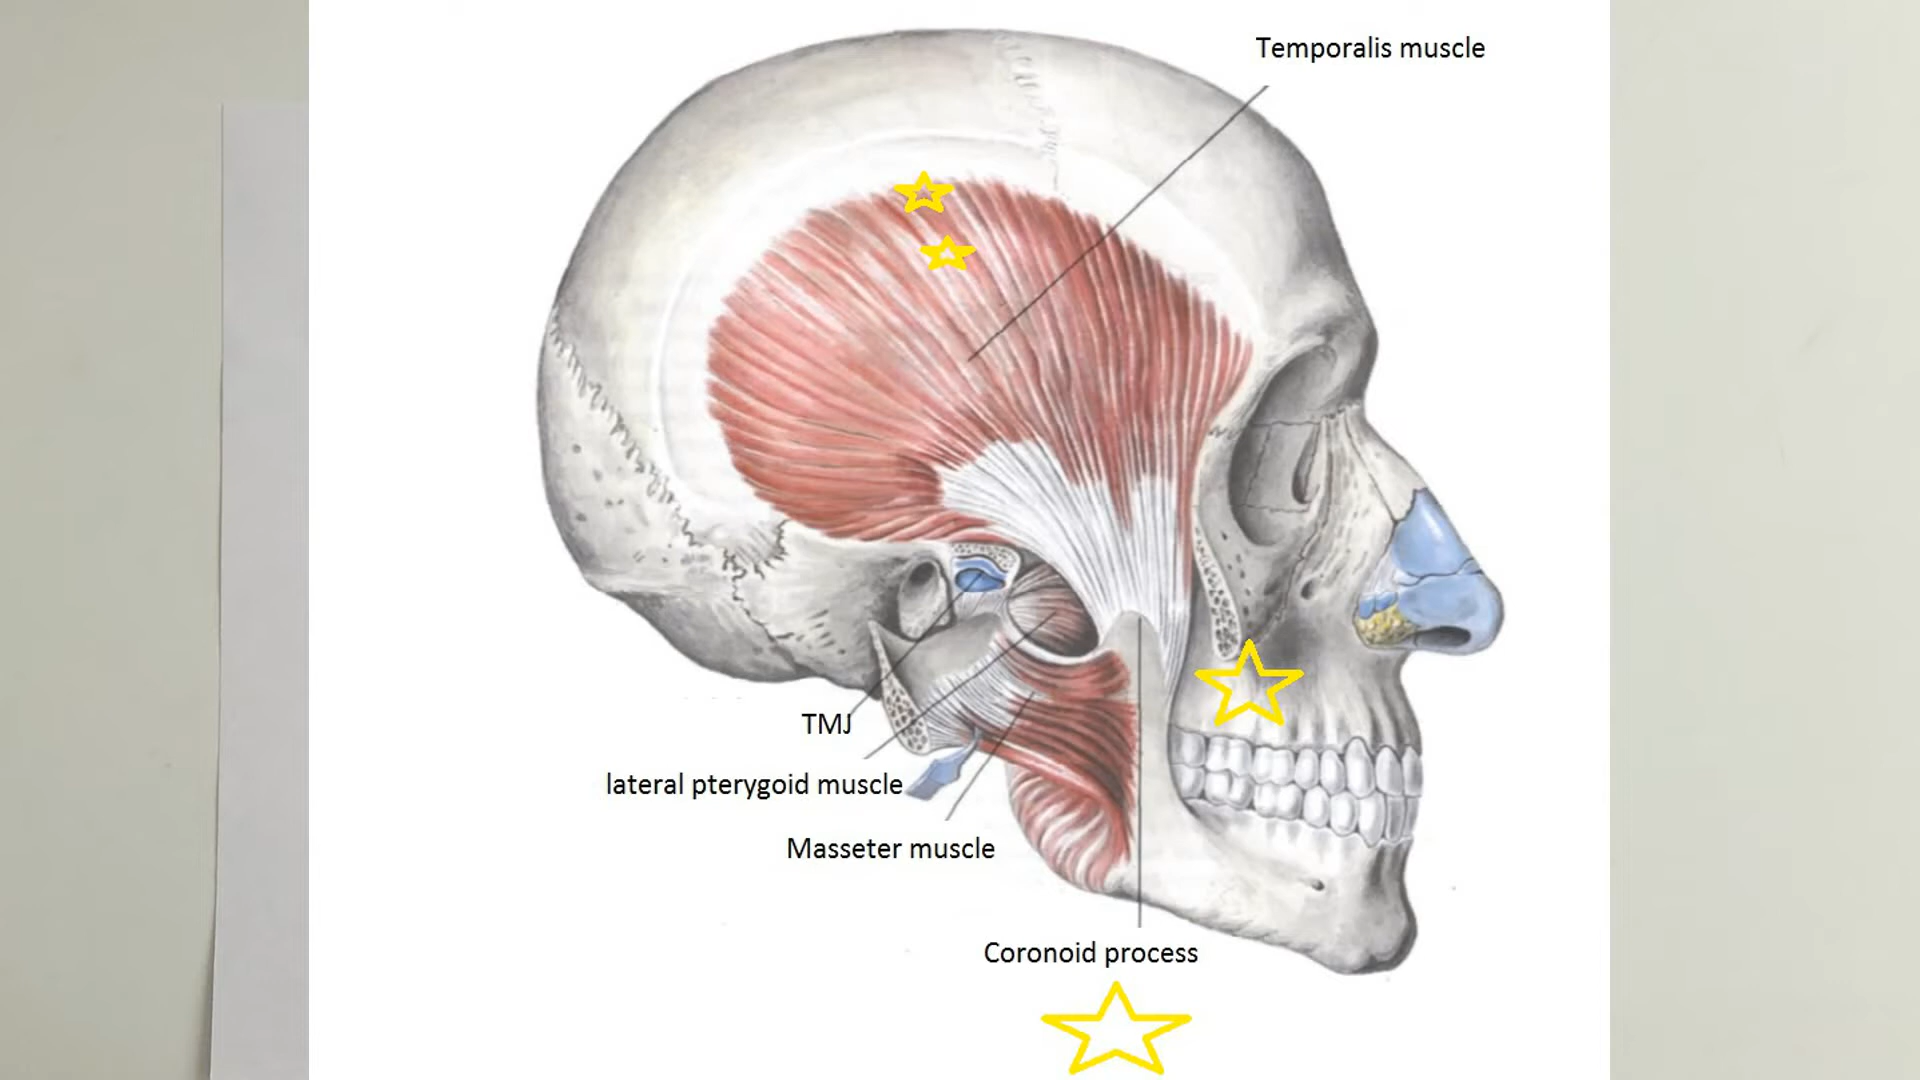 Temporalis muscle
TMJ
lateral pterygoid muscle
Masseter muscle
Coronoid process